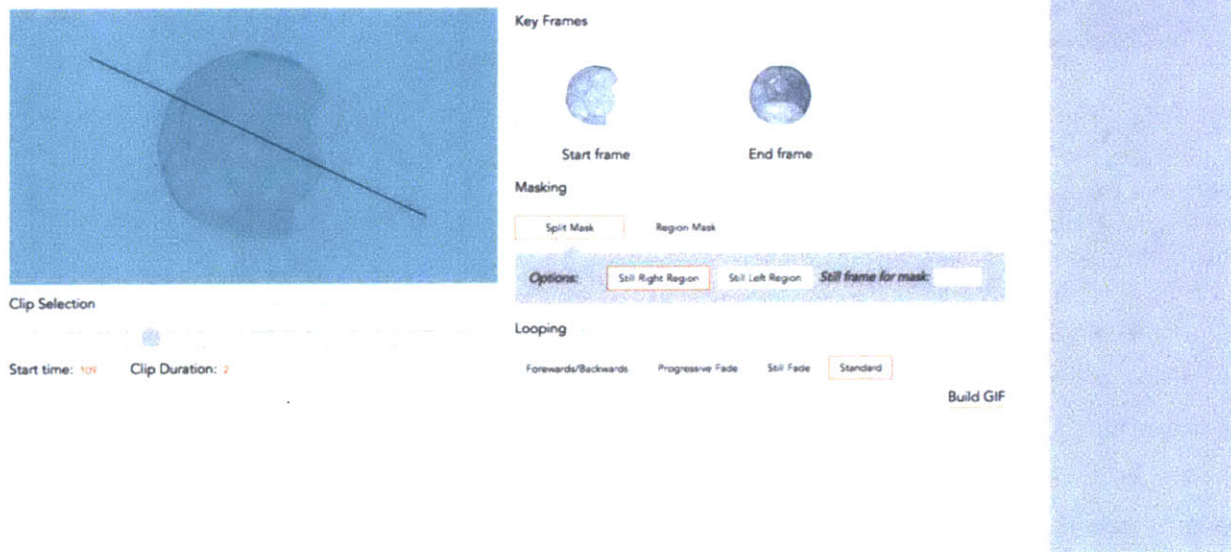 Key Frames
Start frame
End frame
Masking
Split Mask
Region Mask
Options:
Still Right Region
Still Left Region
Still frame for mask:
Clip Selection
Start time: 109
Clip Duration: 2
Looping
Forewards/Backwards
Progressive Fade
Still Fade
Standard
Build GIF